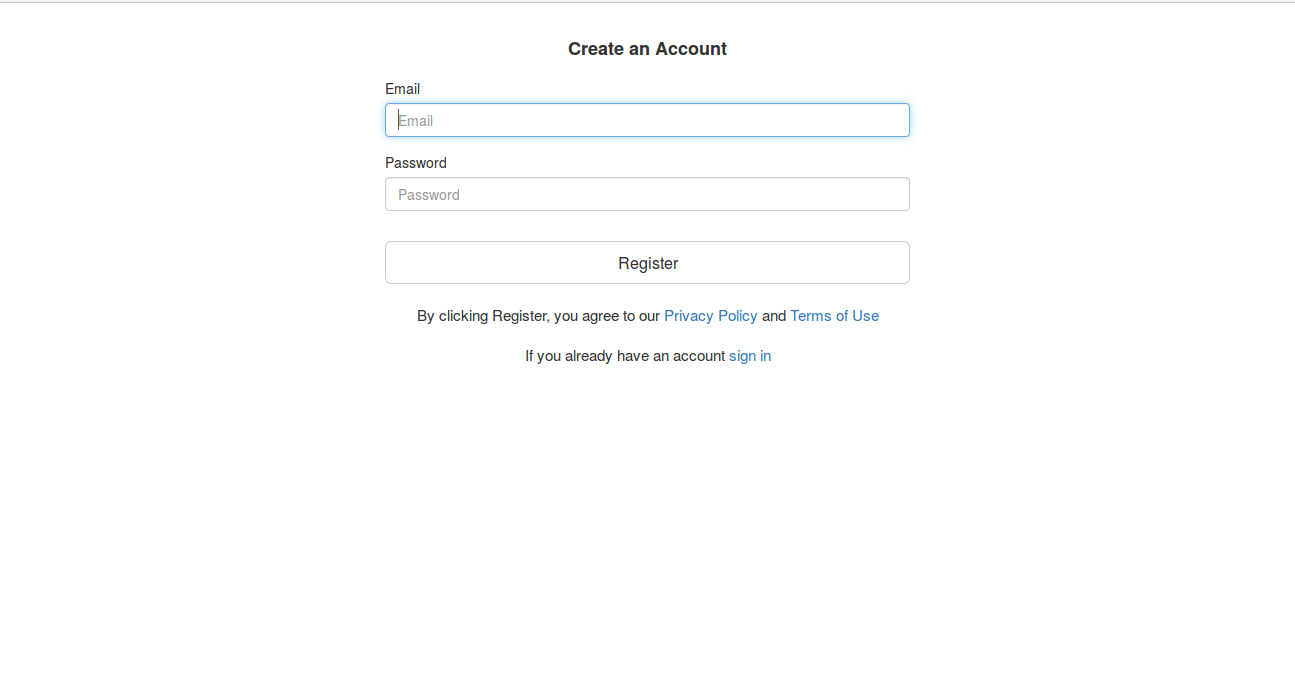 Create an Account
Email
Email
Password
Password
Register
By clicking Register, you agree to our Privacy Policy and Terms of Use
If you already have an account sign in